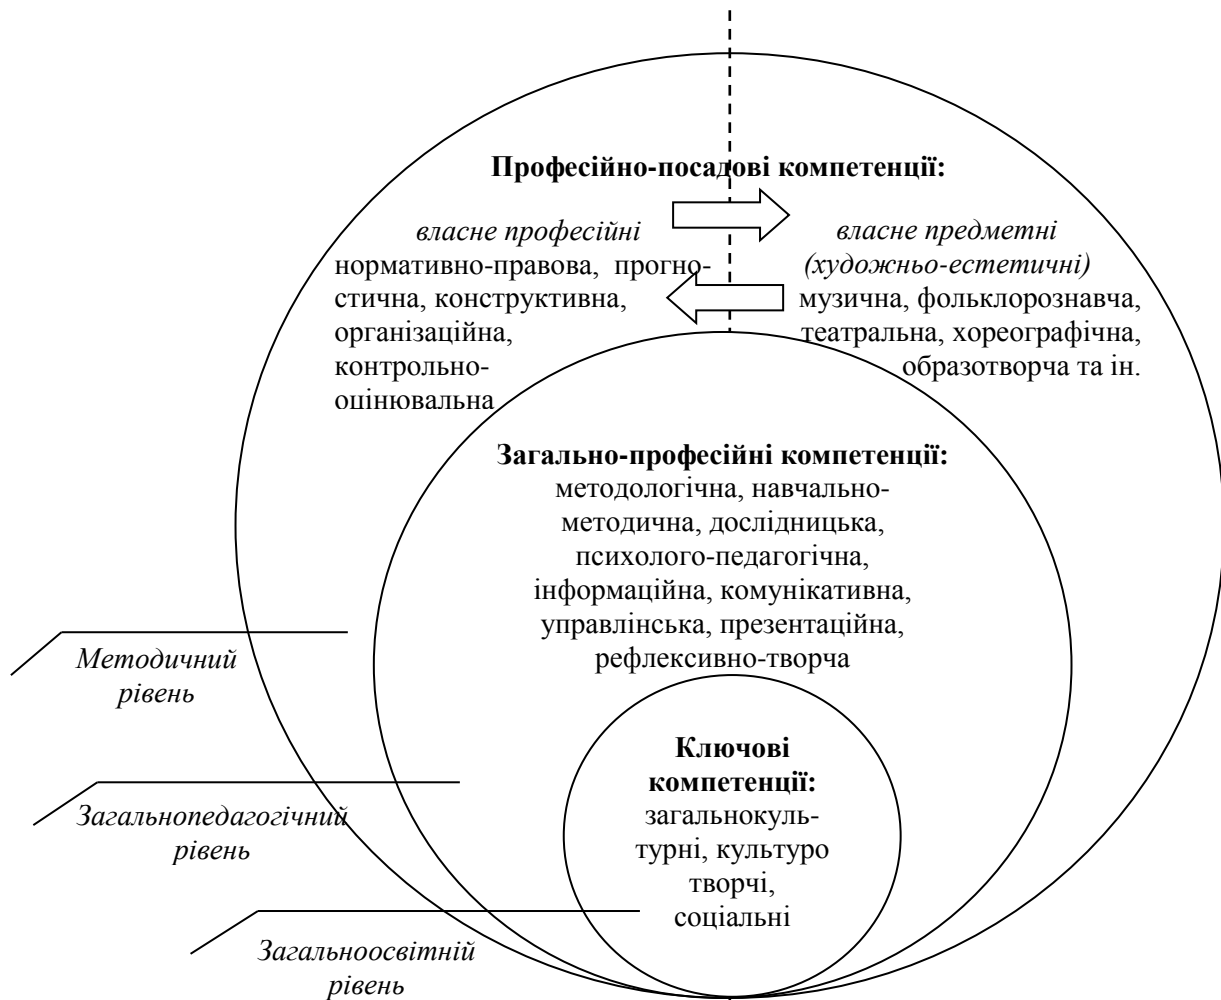 Професійно-посадові компетенції:
власне професійні
нормативно-правова, прогно-
стична, конструктивна,
організаційна,
контрольно-
оцінювальна
власне предметні
(художньо-естетичні)
музична, фольклорознавча,
театральна, хореографічна,
образотворча та ін.
Загально-професійні компетенції:
методологічна, навчально-
методична, дослідницька,
психолого-педагогічна,
інформаційна, комунікативна,
управлінська, презентаційна,
рефлексивно-творча
Методичний
рівень
Ключові
компетенції:
загальнокуль-
турні, культуро
творчі,
соціальні
Загальнопедагогічний
рівень
Загальноосвітній
рівень